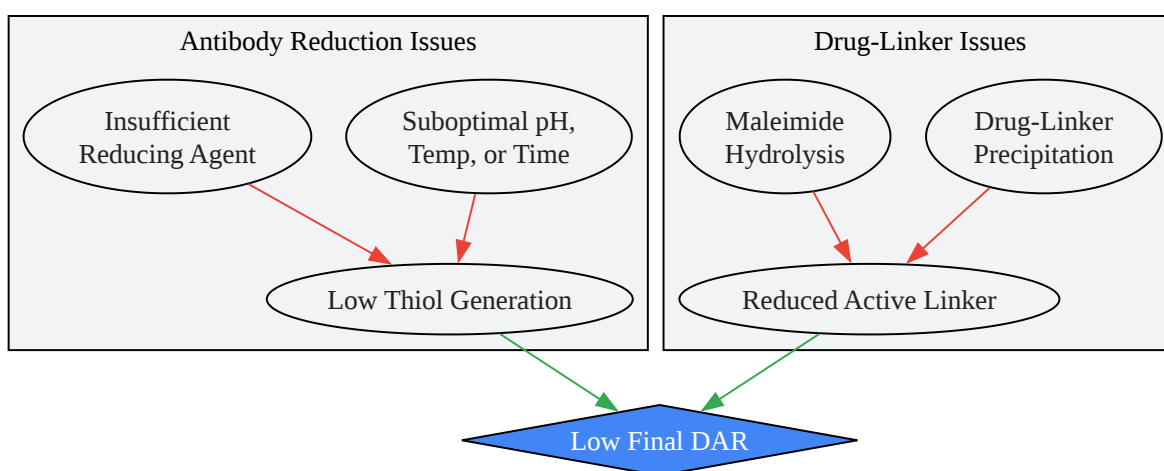 Antibody Reduction Issues
Insufficient
Reducing Agent
Suboptimal pH,
Temp, or Time
Low Thiol Generation
Drug-Linker Issues
Maleimide
Hydrolysis
Drug-Linker
Precipitation
Reduced Active Linker
Low Final DAR